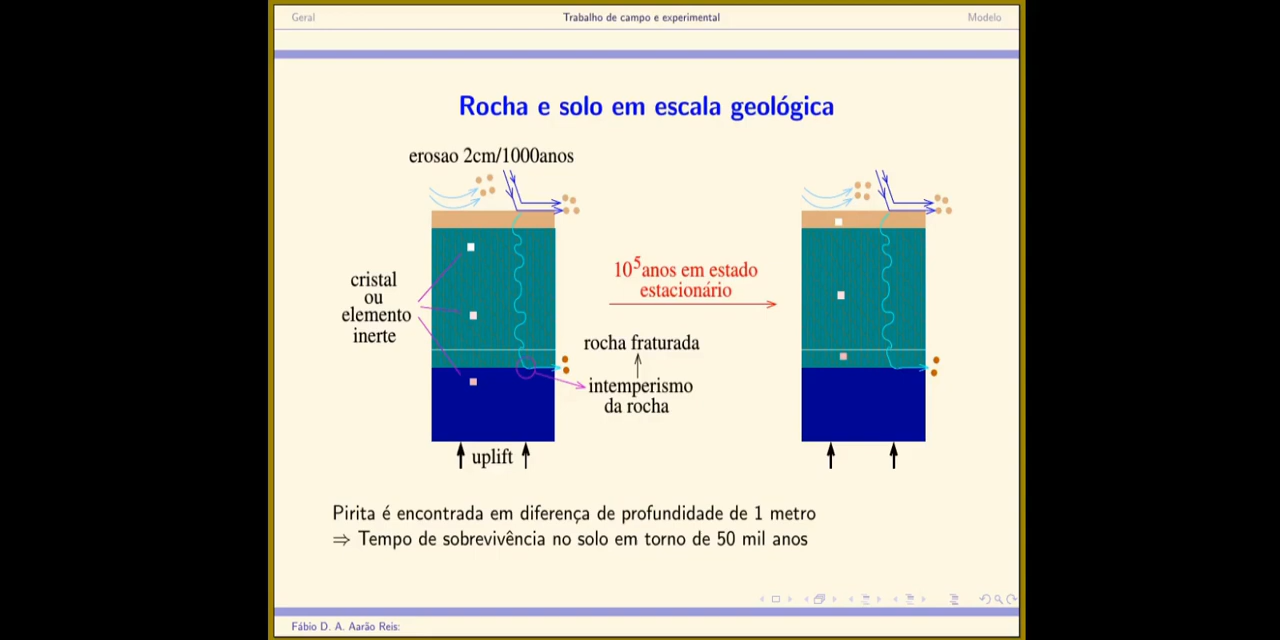 Geral
Trabalho de campo e experimental
Modelo
Rocha e solo em escala geológica
erosao 2cm/1000anos
cristal
ou
elemento
inerte
10⁵anos em estado
estacionário
rocha fraturada
intemperismo
da rocha
uplift
Pirita é encontrada em diferença de profundidade de 1 metro
⇒ Tempo de sobrevivência no solo em torno de 50 mil anos
Fábio D. A. Aarão Reis: